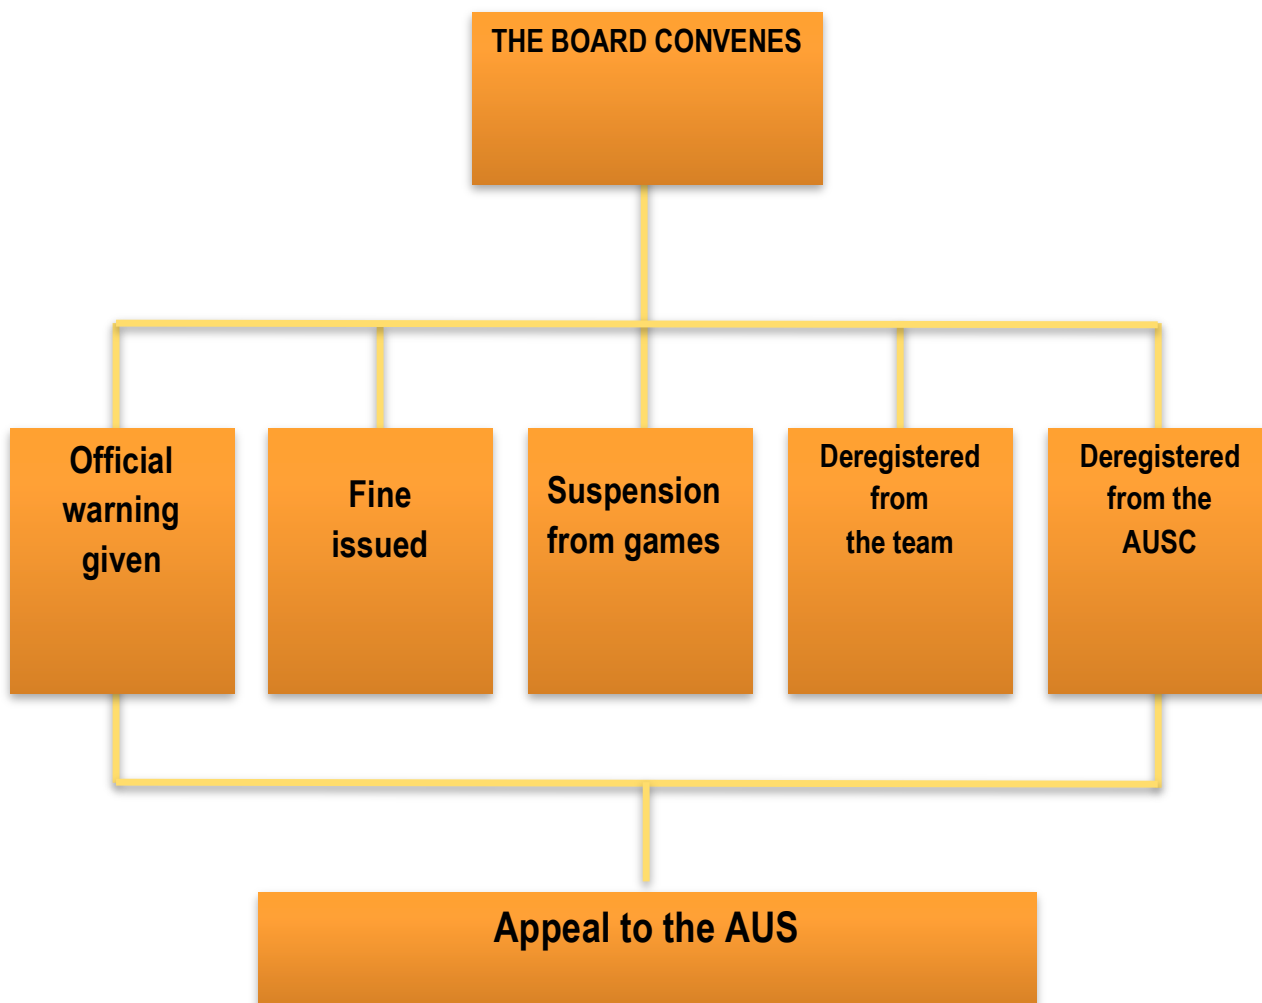 THE BOARD CONVENES
Official
warning
given
Fine
issued
Suspension
from games
Deregistered
from
the team
Deregistered
from the
AUSC
Appeal to the AUS